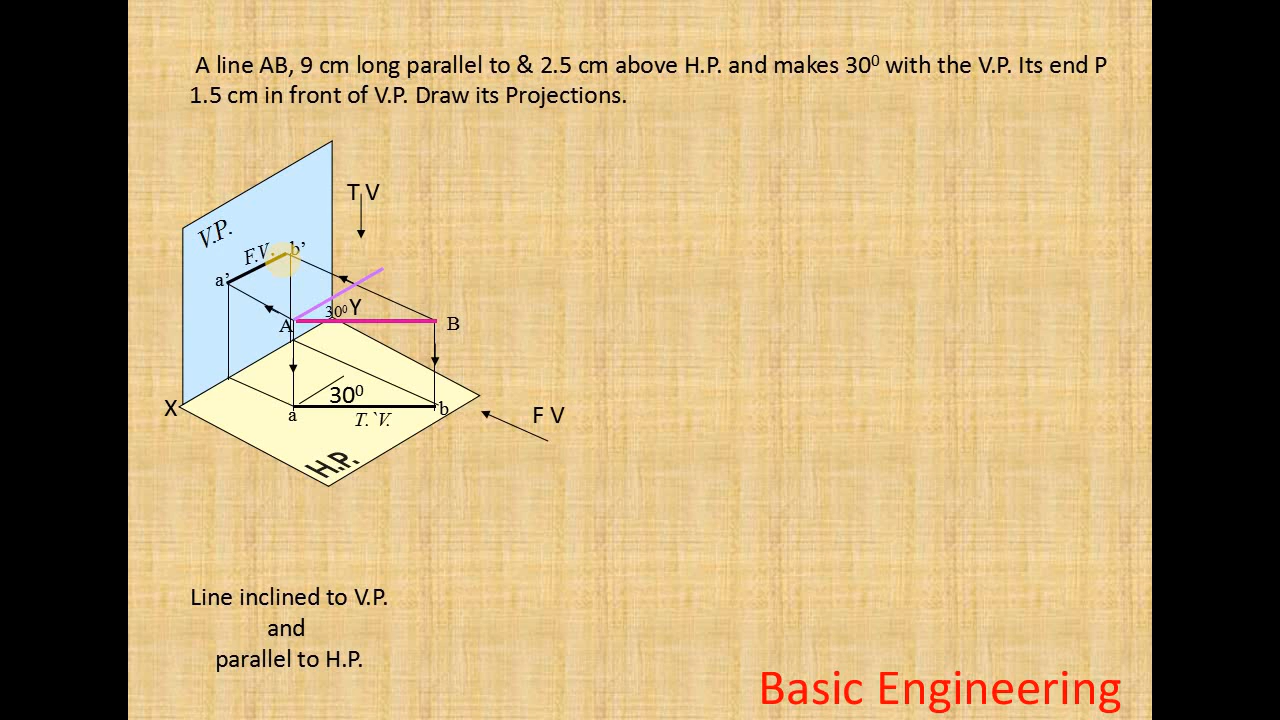 A line AB, 9 cm long parallel to & 2.5 cm above H.P. and makes 30⁰ with the V.P. Its end P
1.5 cm in front of V.P. Draw its Projections.
T V
V.P.
F.V.
b’
a’
30⁰
Y
A
B
30⁰
X
a
b
T.`V.
F V
H.P.
Line inclined to V.P.
and
parallel to H.P.
Basic Engineering